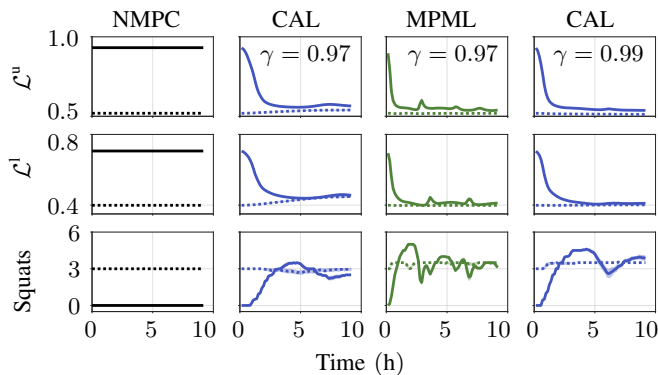 NMPC CAL MPML CAL
1.0
γ = 0.97 γ = 0.97 γ = 0.99
ℒᵘ
0.5
0.8
ℒˡ
0.4
6
Squats
3
0
0 5 10 0 5 10 0 5 10 0 5 10
Time (h)